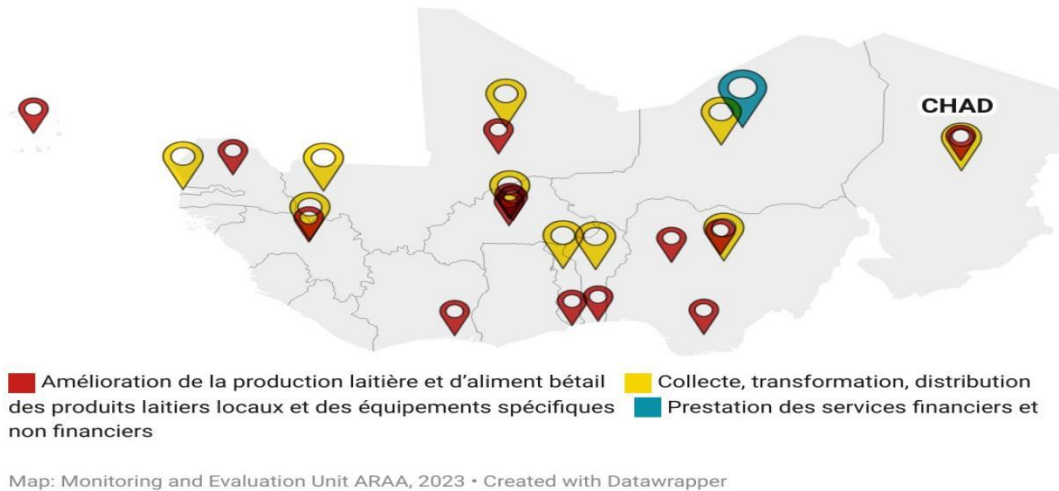 CHAD
Amélioration de la production laitière et d'aliment bétail Collecte, transformation, distribution
des produits laitiers locaux et des équipements spécifiques Prestation des services financiers et
non financiers
Map: Monitoring and Evaluation Unit ARAA, 2023 • Created with Datawrapper